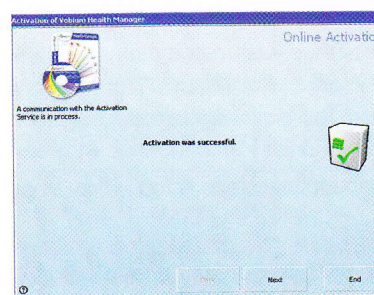 Activation of Vobium Health Manager
Online Activatio
A communication with the Activation
Service is in process.
Activation was successful.
Next
End